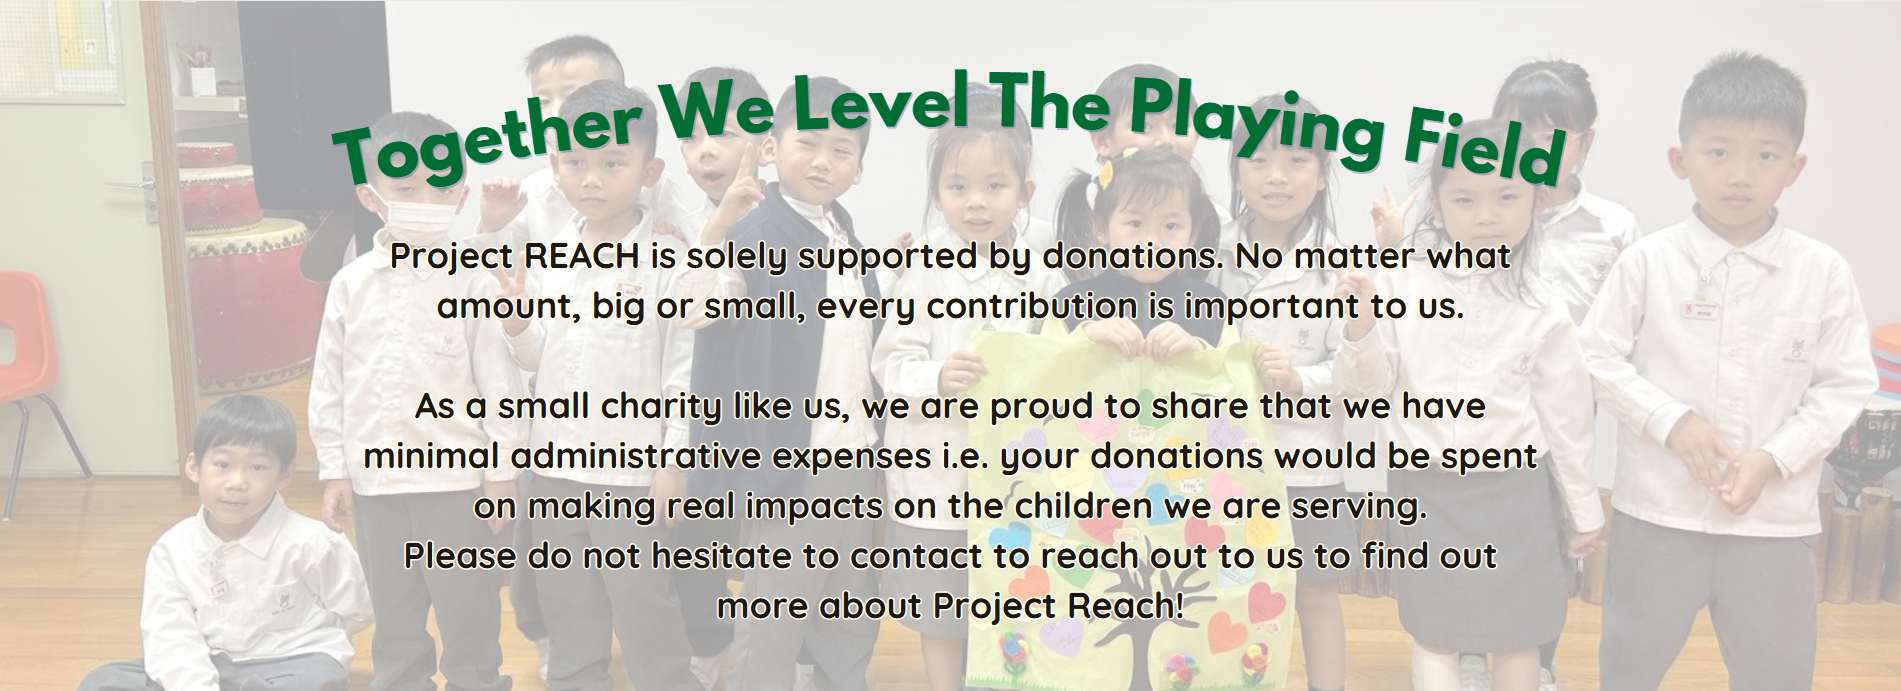 Together We Level The Playing Field
Project REACH is solely supported by donations. No matter what
amount, big or small, every contribution is important to us.
As a small charity like us, we are proud to share that we have
minimal administrative expenses i.e. your donations would be spent
on making real impacts on the children we are serving.
Please do not hesitate to contact to reach out to us to find out
more about Project Reach!